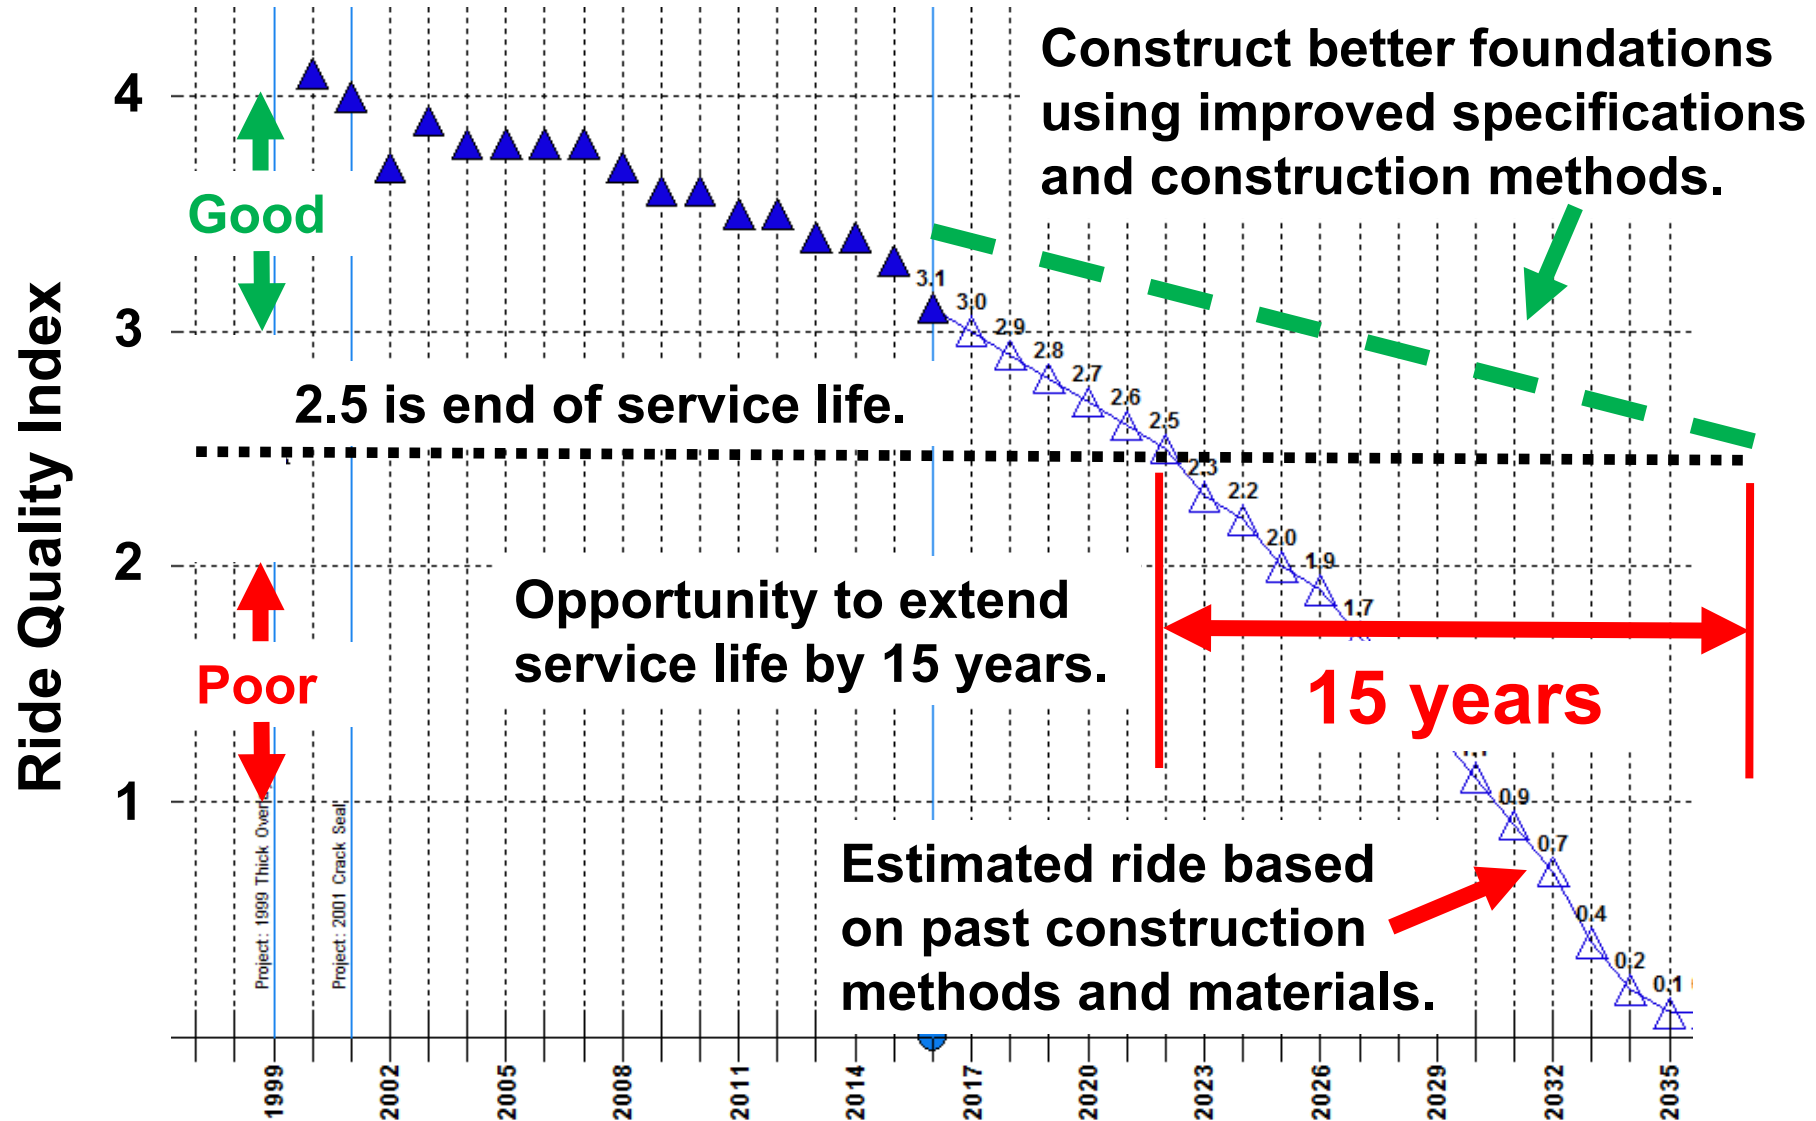 Construct better foundations
using improved specifications
and construction methods.
Ride Quality Index
4
3
2
1
Good
Poor
2.5 is end of service life.
Opportunity to extend
service life by 15 years.
15 years
Estimated ride based
on past construction
methods and materials.
3.1
3.0
2.9
2.8
2.7
2.6
2.5
2.3
2.2
2.0
1.9
1.7
0.9
0.7
0.4
0.2
0.1
Project: 1999 Thick
Project: 2001 Crack Seal
1999
2002
2005
2008
2011
2014
2017
2020
2023
2026
2029
2032
2035